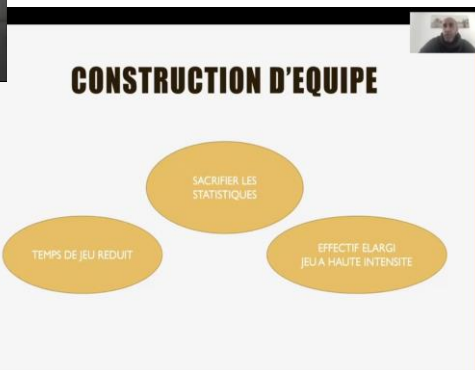 CONSTRUCTION D'EQUIPE
SACRIFIER LES
STATISTIQUES
TEMPS DE JEU REDUIT
EFFECTIF ELARGI
JEU A HAUTE INTENSITE